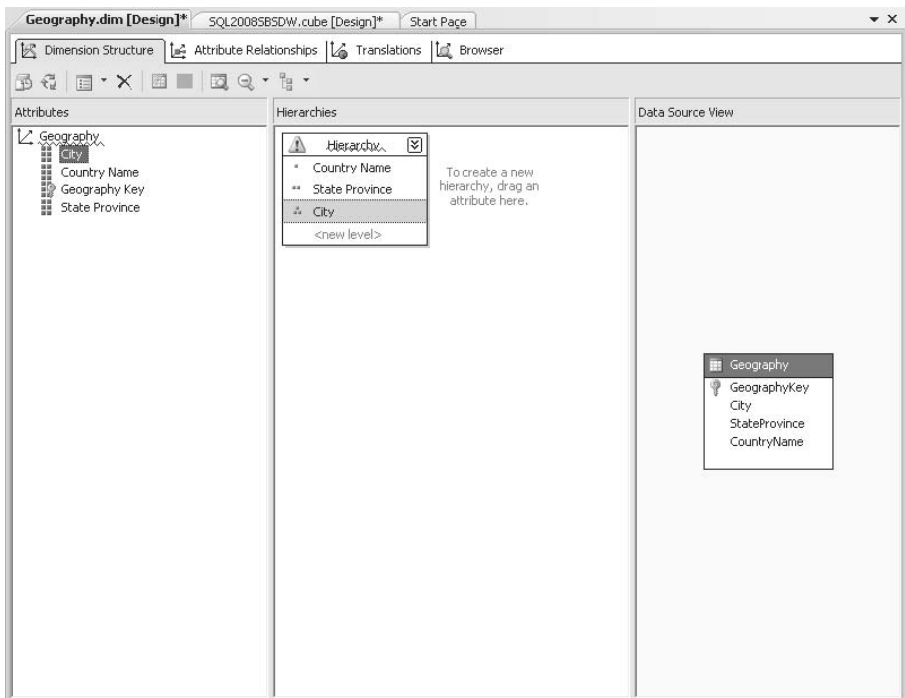 Geography.dim [Design]* SQL2008SBSDW.cube [Design]* Start Page
Dimension Structure Attribute Relationships Translations Browser
Attributes
Geography
City
Country Name
Geography Key
State Province
Hierarchies
Hierarchy
Country Name
State Province
City
<new level>
To create a new
hierarchy, drag an
attribute here.
Data Source View
Geography
GeographyKey
City
StateProvince
CountryName